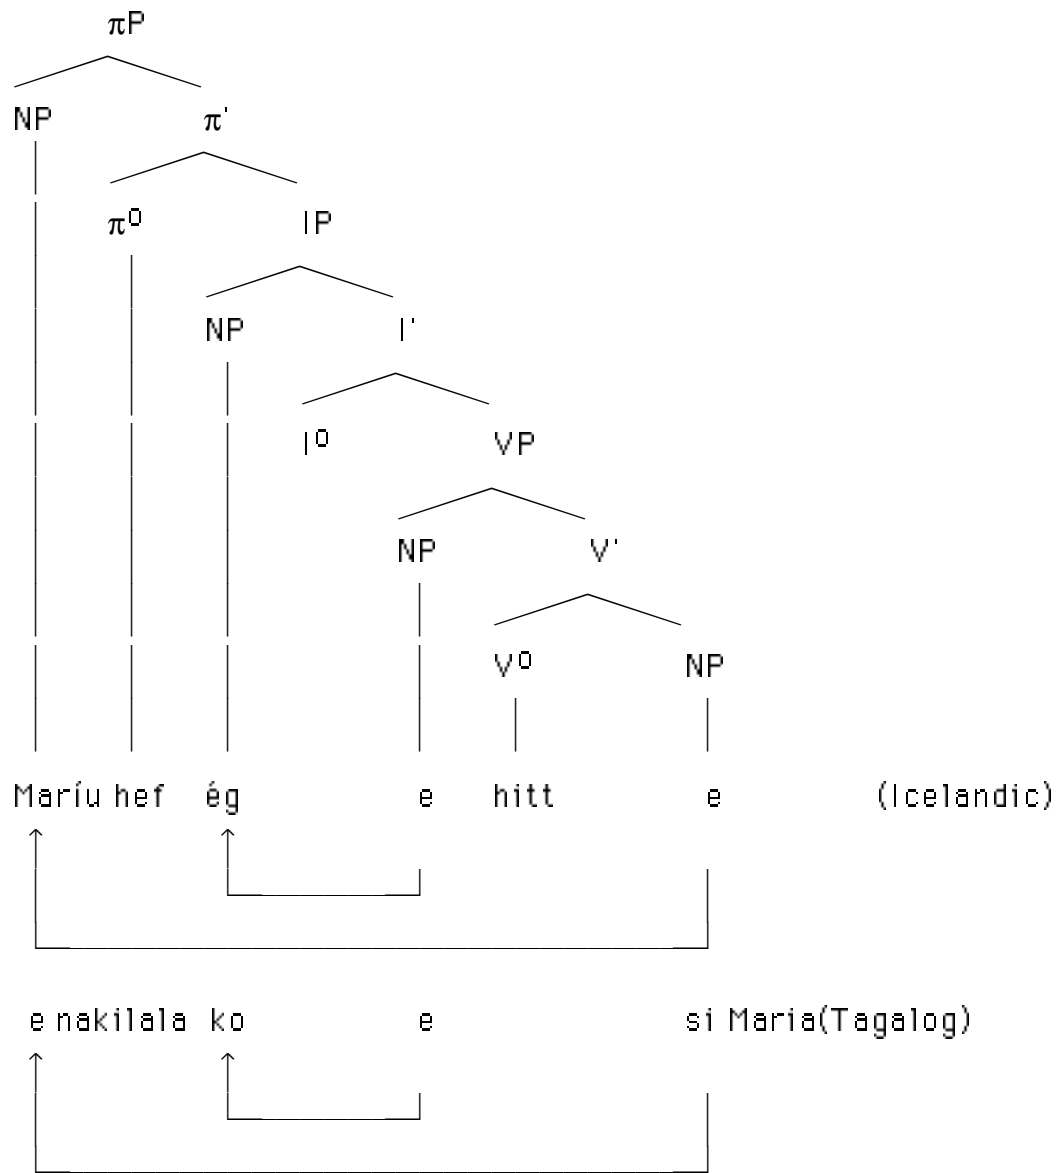 πP
NP π'
π0 IP
NP I'
I0 VP
NP V'
V0 NP
Maríu hef ég e hitt e (Icelandic)
e nakilala ko e si Maria(Tagalog)